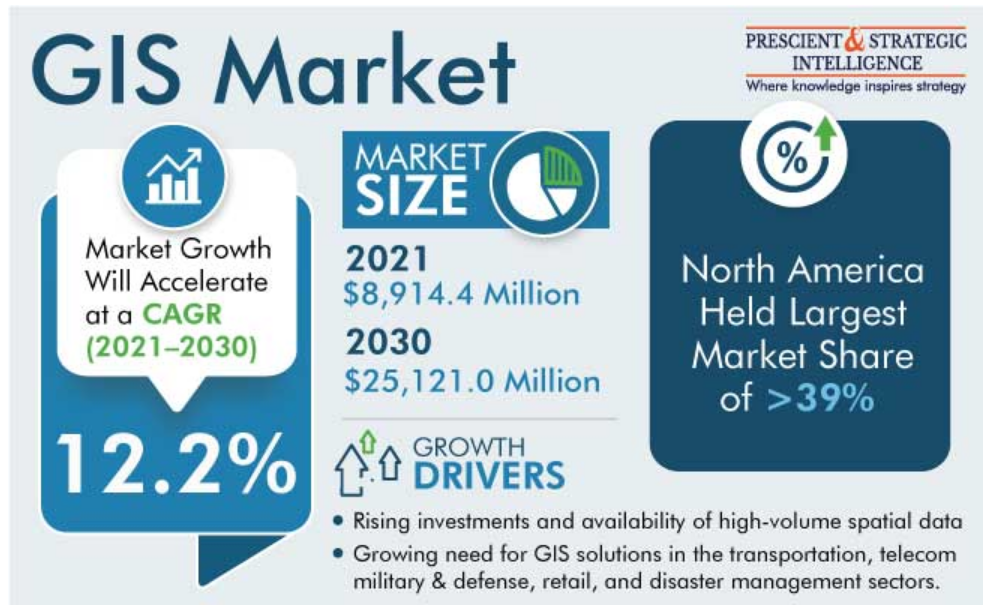 GIS Market
PRESCIENT & STRATEGIC
INTELLIGENCE
Where knowledge inspires strategy
Market Growth
Will Accelerate
at a CAGR
(2021–2030)
12.2%
MARKET
SIZE
2021
$8,914.4 Million
2030
$25,121.0 Million
GROWTH
DRIVERS
• Rising investments and availability of high-volume spatial data
• Growing need for GIS solutions in the transportation, telecom
military & defense, retail, and disaster management sectors.
%
North America
Held Largest
Market Share
of >39%